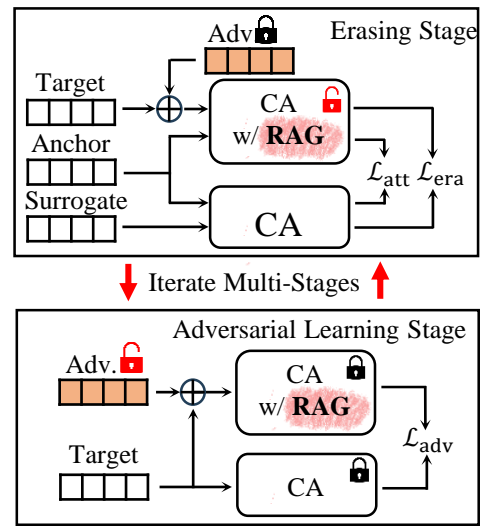 Erasing Stage
Adv
Target
Anchor
Surrogate
CA
w/ RAG
CA
ℒatt ℒera
Iterate Multi-Stages
Adversarial Learning Stage
Adv.
Target
CA
w/ RAG
CA
ℒadv